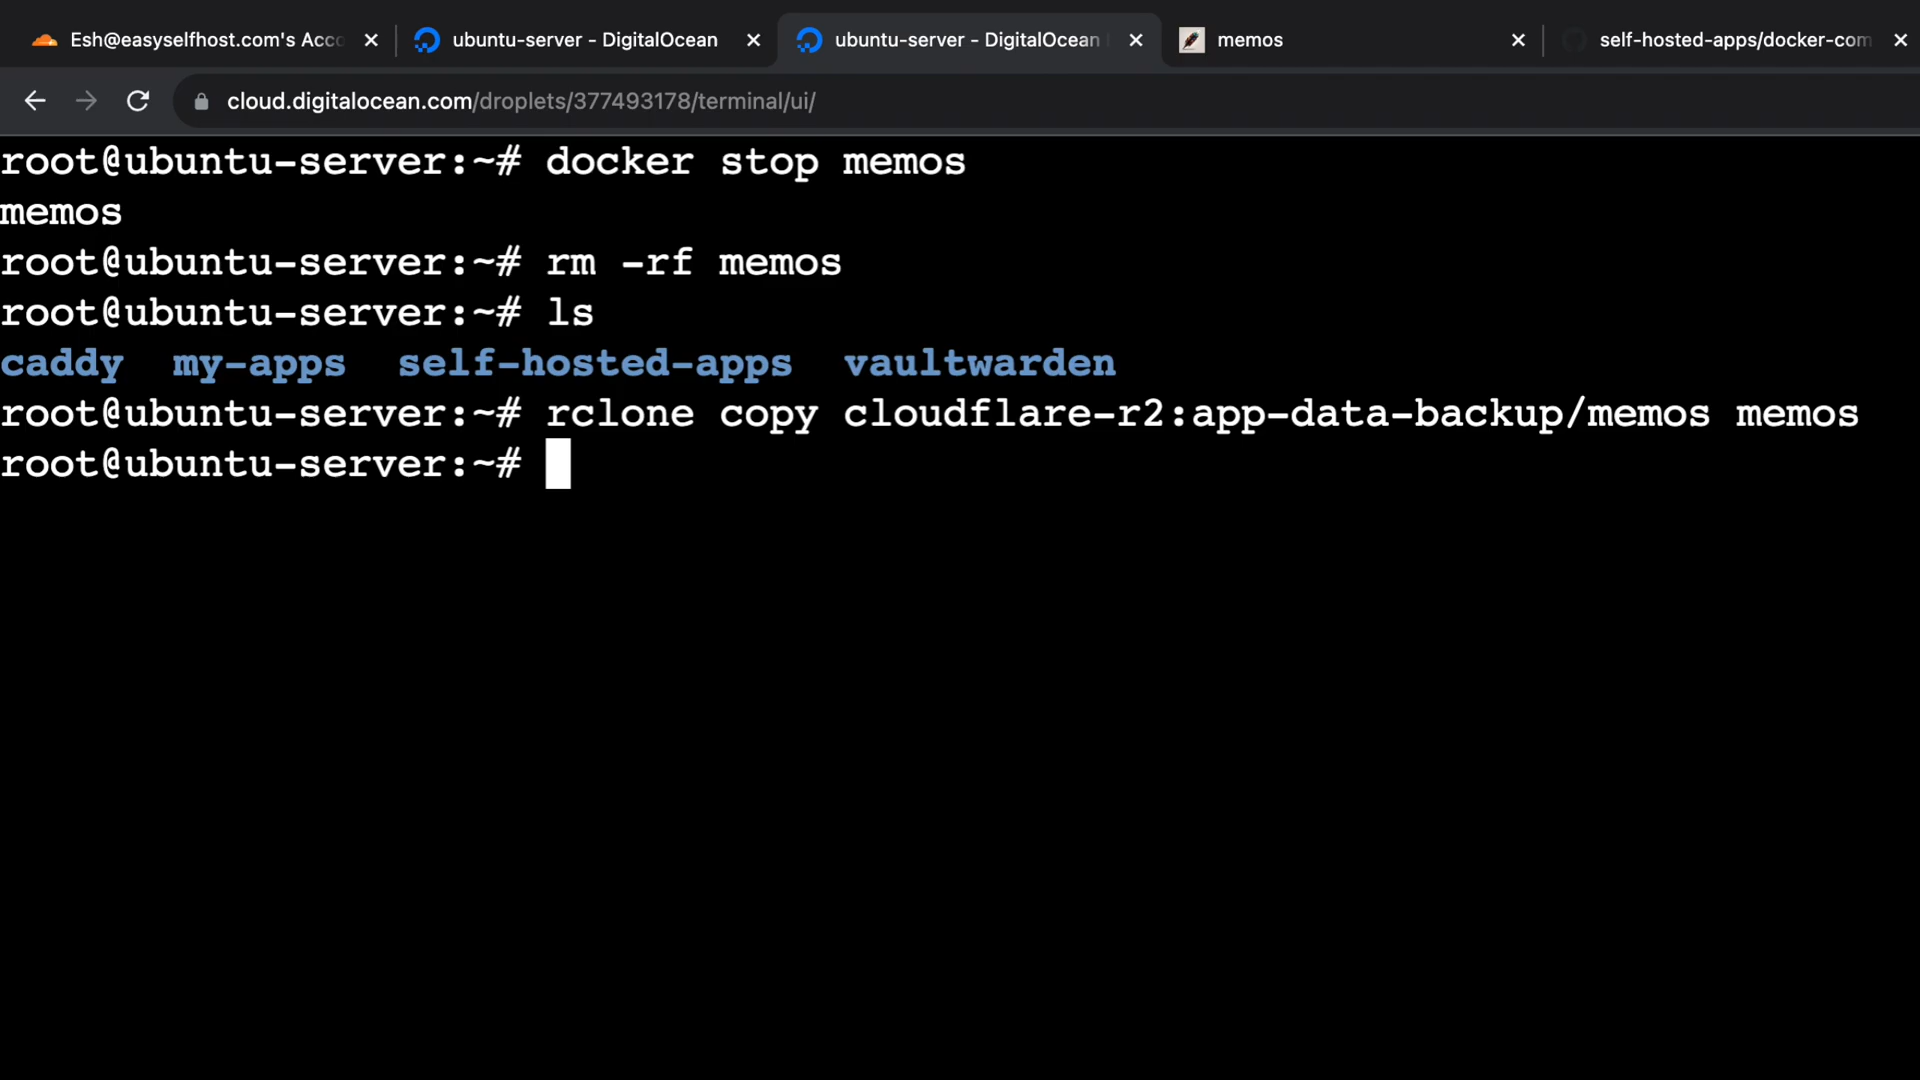 Esh@easyselfhost.com's Acco
ubuntu-server - DigitalOcean
ubuntu-server - DigitalOcean
memos
self-hosted-apps/docker-com
cloud.digitalocean.com/droplets/377493178/terminal/ui/
root@ubuntu-server:~# docker stop memos
memos
root@ubuntu-server:~# rm -rf memos
root@ubuntu-server:~# ls
caddy my-apps self-hosted-apps vaultwarden
root@ubuntu-server:~# rclone copy cloudflare-r2:app-data-backup/memos memos
root@ubuntu-server:~#